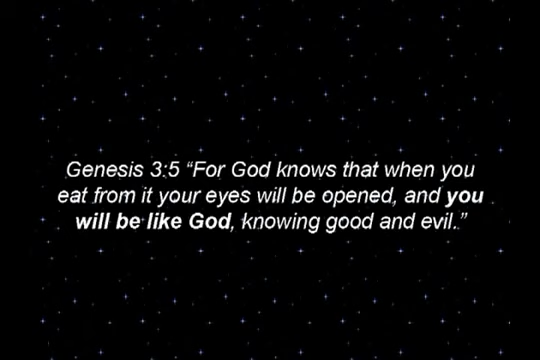 Genesis 3:5 “For God knows that when you
eat from it your eyes will be opened, and you
will be like God, knowing good and evil.”